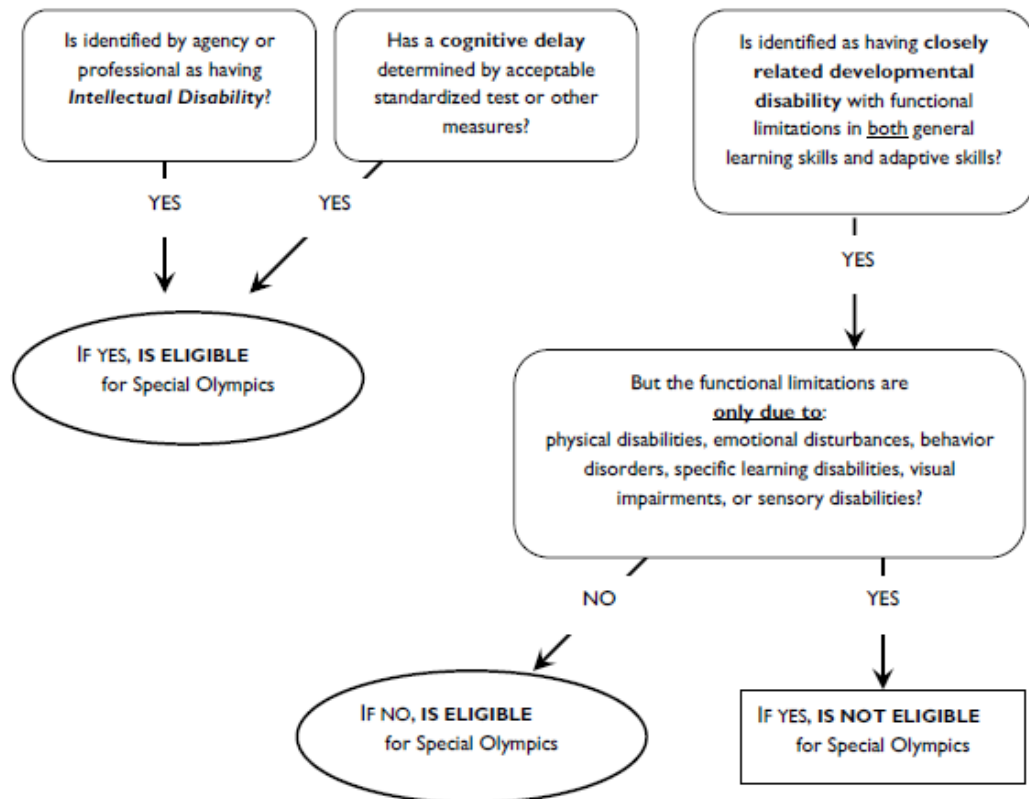 Is identified by agency or
professional as having
Intellectual Disability?
Has a cognitive delay
determined by acceptable
standardized test or other
measures?
Is identified as having closely
related developmental
disability with functional
limitations in both general
learning skills and adaptive skills?
YES
YES
YES
IF YES, IS ELIGIBLE
for Special Olympics
But the functional limitations are
only due to:
physical disabilities, emotional disturbances, behavior
disorders, specific learning disabilities, visual
impairments, or sensory disabilities?
NO
YES
IF NO, IS ELIGIBLE
for Special Olympics
IF YES, IS NOT ELIGIBLE
for Special Olympics